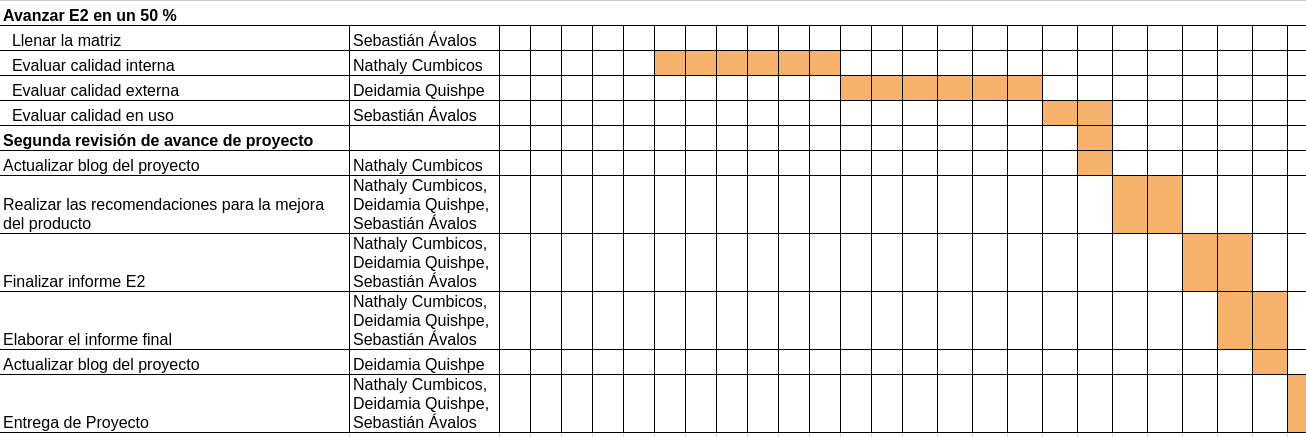 Avanzar E2 en un 50 %
Llenar la matriz Sebastián Ávalos
Evaluar calidad interna Nathaly Cumbicos
Evaluar calidad externa Deidamia Quishpe
Evaluar calidad en uso Sebastián Ávalos
Segunda revisión de avance de proyecto
Actualizar blog del proyecto Nathaly Cumbicos
Realizar las recomendaciones para la mejora
del producto
Nathaly Cumbicos,
Deidamia Quishpe,
Sebastián Ávalos
Finalizar informe E2
Nathaly Cumbicos,
Deidamia Quishpe,
Sebastián Ávalos
Elaborar el informe final
Nathaly Cumbicos,
Deidamia Quishpe,
Sebastián Ávalos
Actualizar blog del proyecto Deidamia Quishpe
Entrega de Proyecto
Nathaly Cumbicos,
Deidamia Quishpe,
Sebastián Ávalos